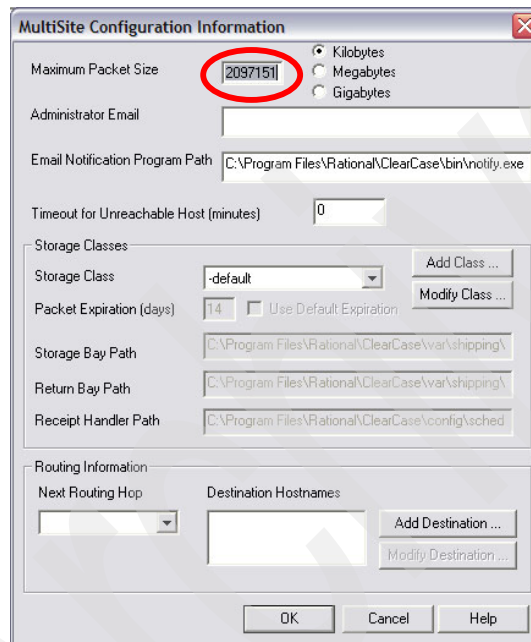 MultiSite Configuration Information
Maximum Packet Size
2097151
Kilobytes
Megabytes
Gigabytes
Administrator Email
Email Notification Program Path
C:\Program Files\Rational\ClearCase\bin\notify.exe
Timeout for Unreachable Host (minutes)
0
Storage Classes
Storage Class
-default
Add Class ...
Modify Class ...
Packet Expiration (days)
14
Use Default Expiration
Storage Bay Path
C:\Program Files\Rational\ClearCase\var\shipping\
Return Bay Path
C:\Program Files\Rational\ClearCase\var\shipping\
Receipt Handler Path
C:\Program Files\Rational\ClearCase\config\sched
Routing Information
Next Routing Hop
Destination Hostnames
Add Destination ...
Modify Destination ...
OK
Cancel
Help